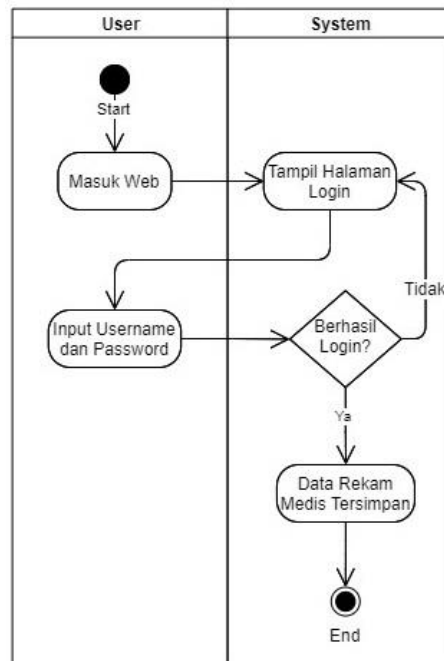 User
System
Start
Masuk Web
Tampil Halaman
Login
Input Username
dan Password
Berhasil
Login?
Tidak
Ya
Data Rekam
Medis Tersimpan
End